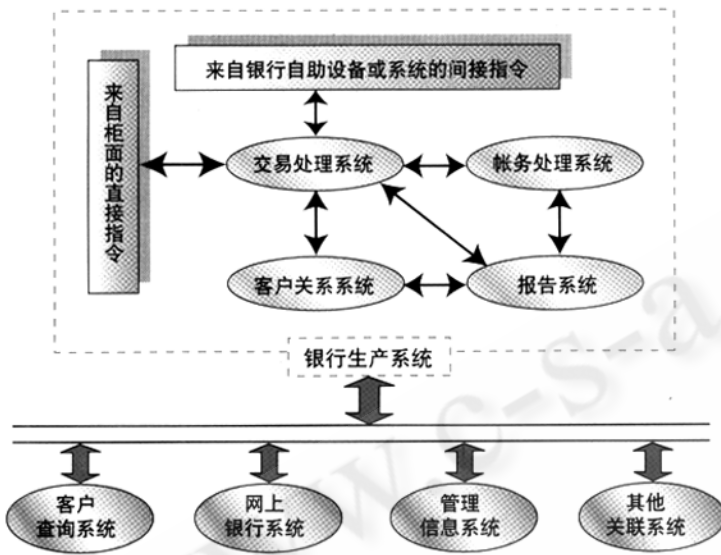 来自银行自助设备或系统的间接指令
来自柜面的直接指令
交易处理系统
帐务处理系统
客户关系系统
报告系统
银行生产系统
客户
查询系统
网上
银行系统
管理
信息系统
其他
关联系统
www.c-s-a